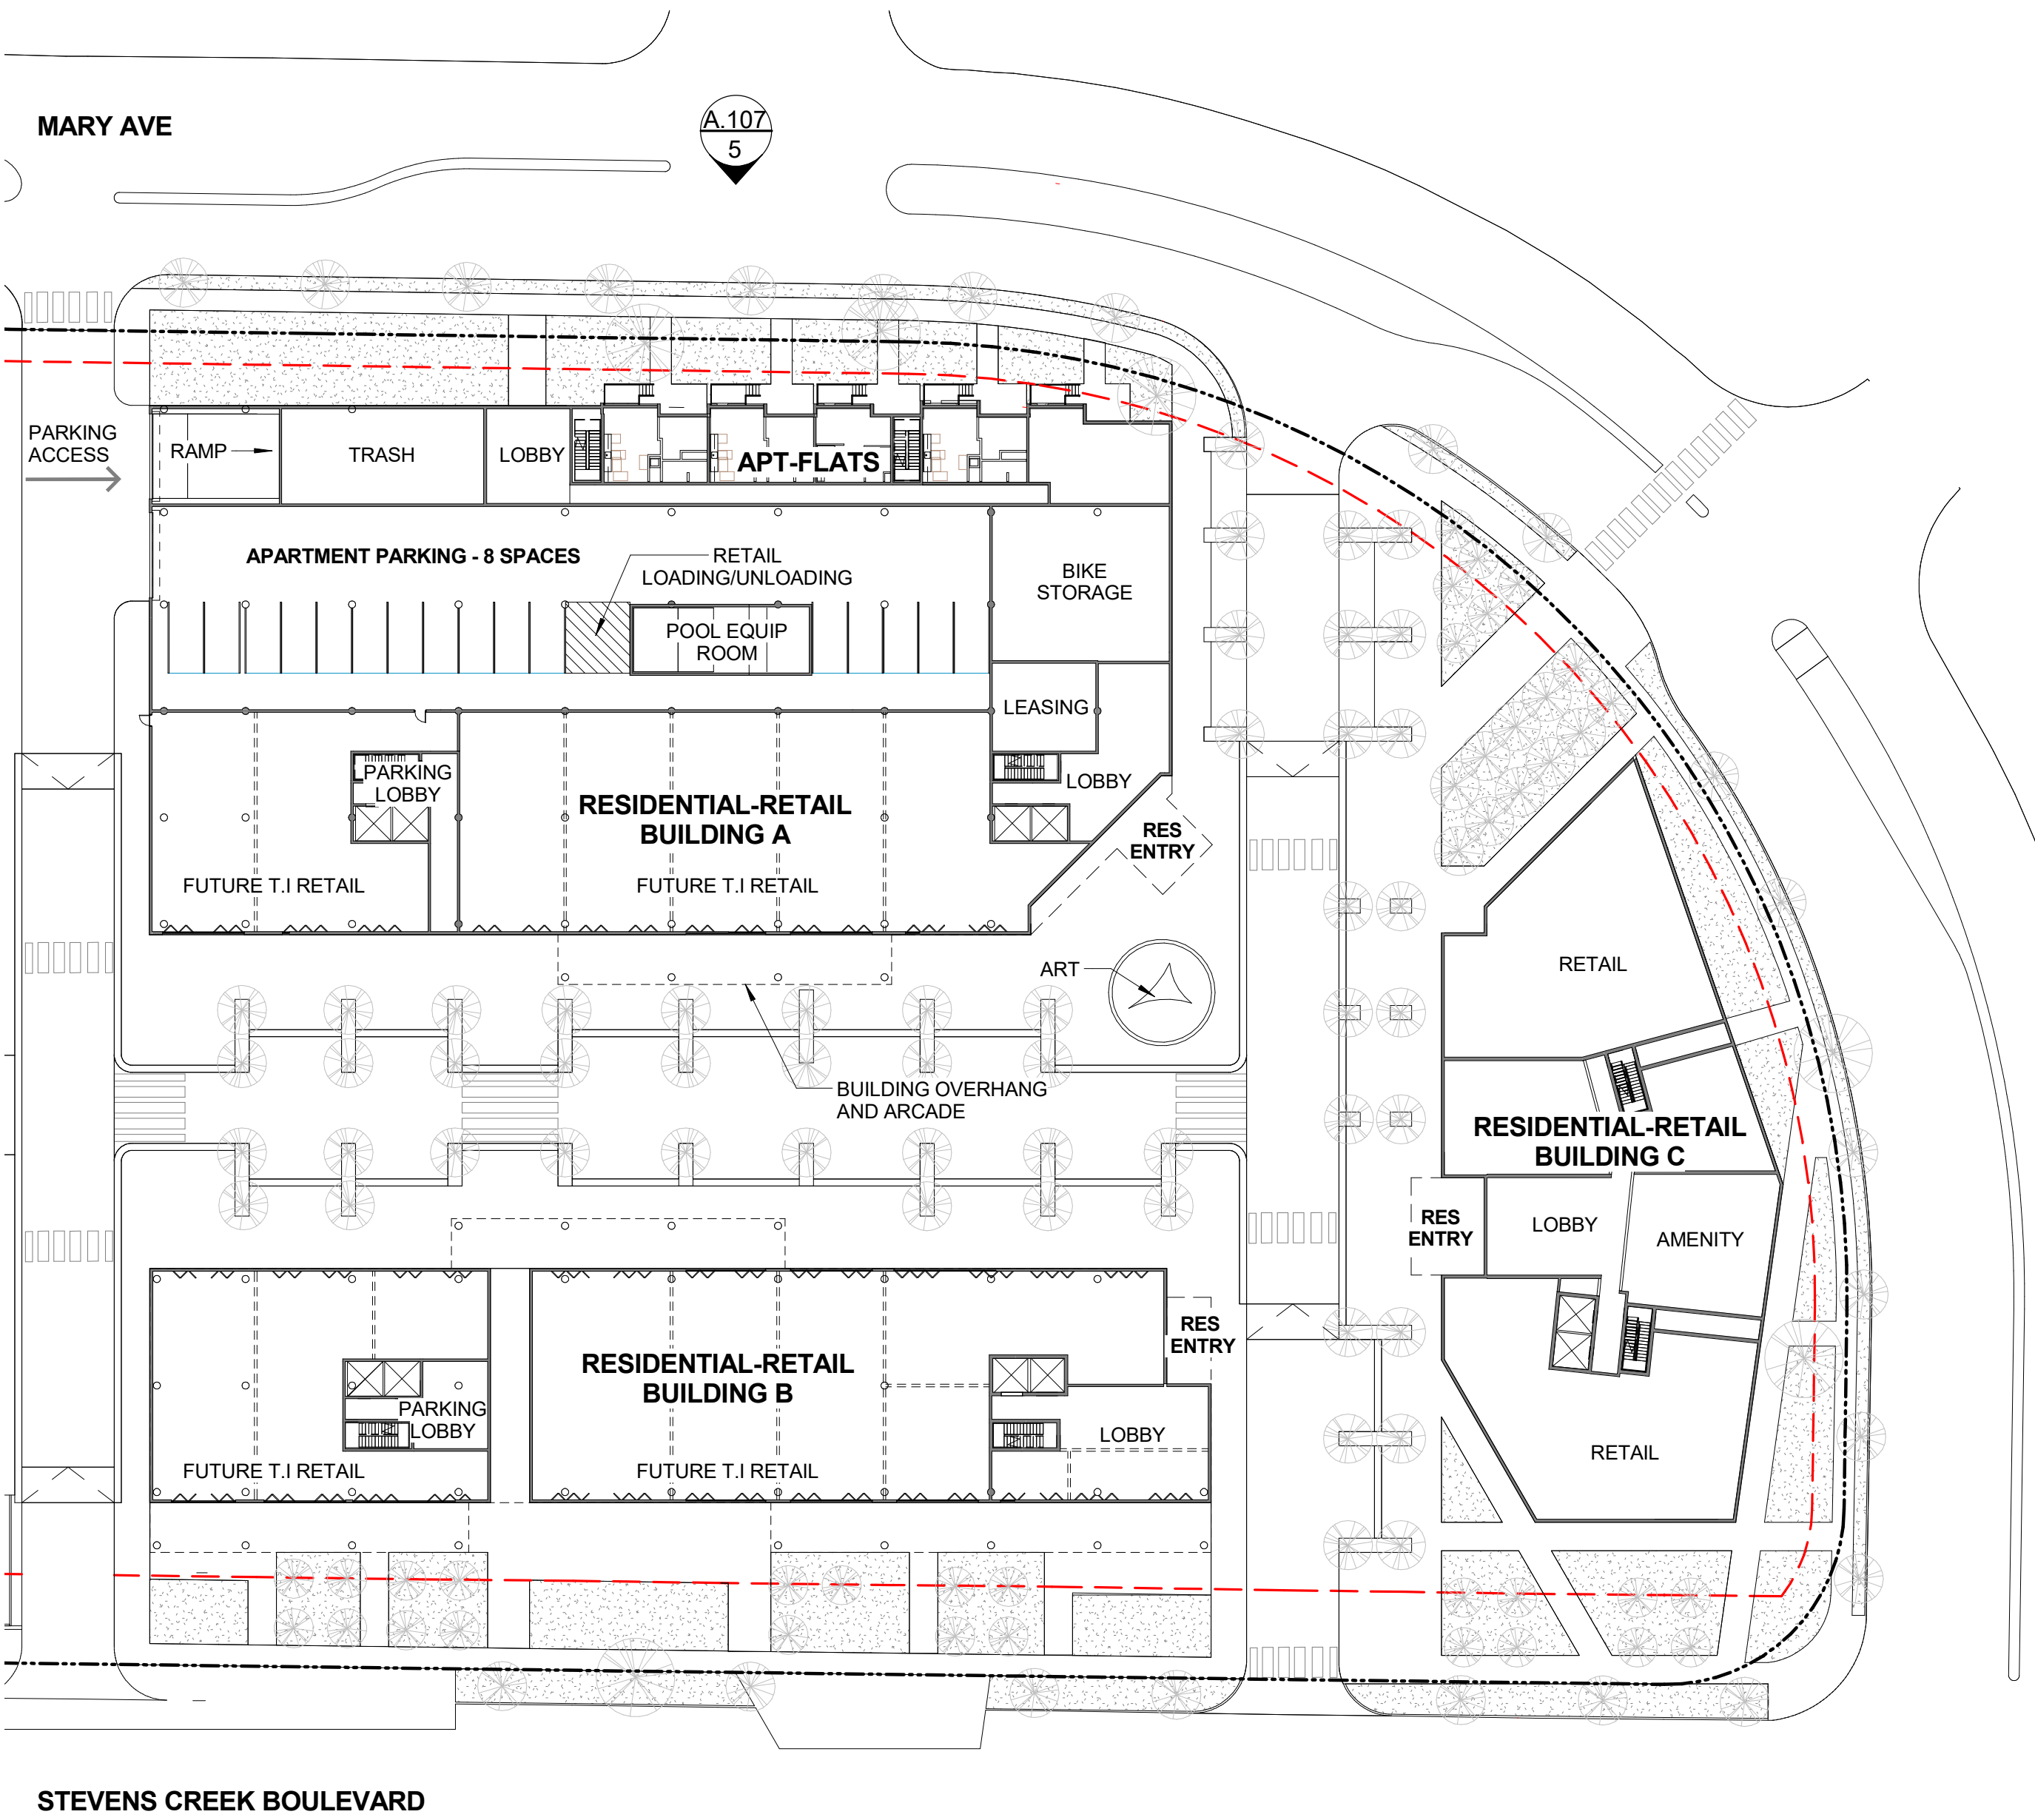 MARY AVE
A.107
5
PARKING
ACCESS
RAMP
TRASH
LOBBY
APT-FLATS
APARTMENT PARKING - 8 SPACES
RETAIL
LOADING/UNLOADING
BIKE
STORAGE
POOL EQUIP
ROOM
LEASING
PARKING
LOBBY
LOBBY
RESIDENTIAL-RETAIL
BUILDING A
RES
ENTRY
FUTURE T.I RETAIL
FUTURE T.I RETAIL
ART
RETAIL
BUILDING OVERHANG
AND ARCADE
RESIDENTIAL-RETAIL
BUILDING C
RES
ENTRY
LOBBY
AMENITY
RES
ENTRY
RESIDENTIAL-RETAIL
BUILDING B
PARKING
LOBBY
LOBBY
RETAIL
FUTURE T.I RETAIL
FUTURE T.I RETAIL
STEVENS CREEK BOULEVARD